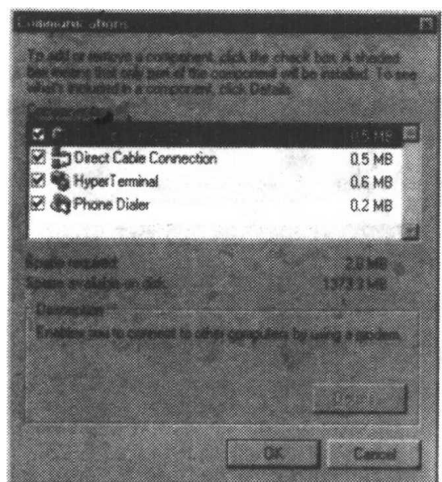 Communications
To add or remove a component, click the check box. A shaded
box means that only part of the component will be installed. To see
what's included in a component, click Details.
0.5 MB
Direct Cable Connection 0.5 MB
HyperTerminal 0.6 MB
Phone Dialer 0.2 MB
Space required: 2.8 MB
Space available on disk: 1373.3 MB
Description
Enables you to connect to other computers by using a modem.
Details...
OK Cancel